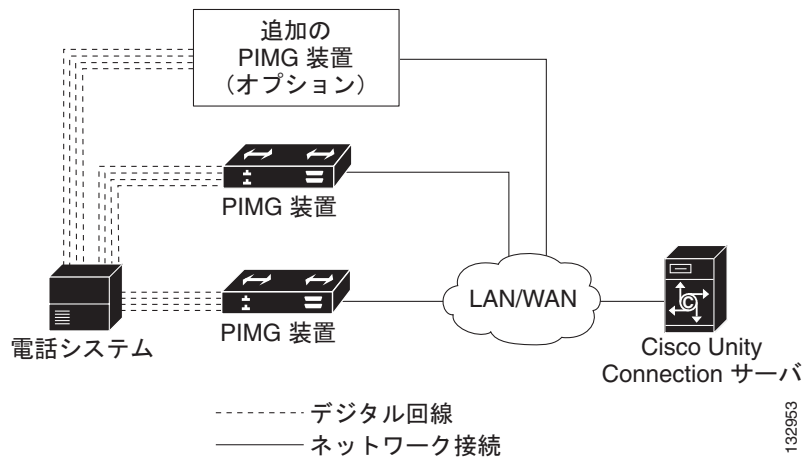 追加の
PIMG 装置
（オプション）
PIMG 装置
PIMG 装置
電話システム
LAN/WAN
Cisco Unity
Connection サーバ
デジタル回線
ネットワーク接続
132953